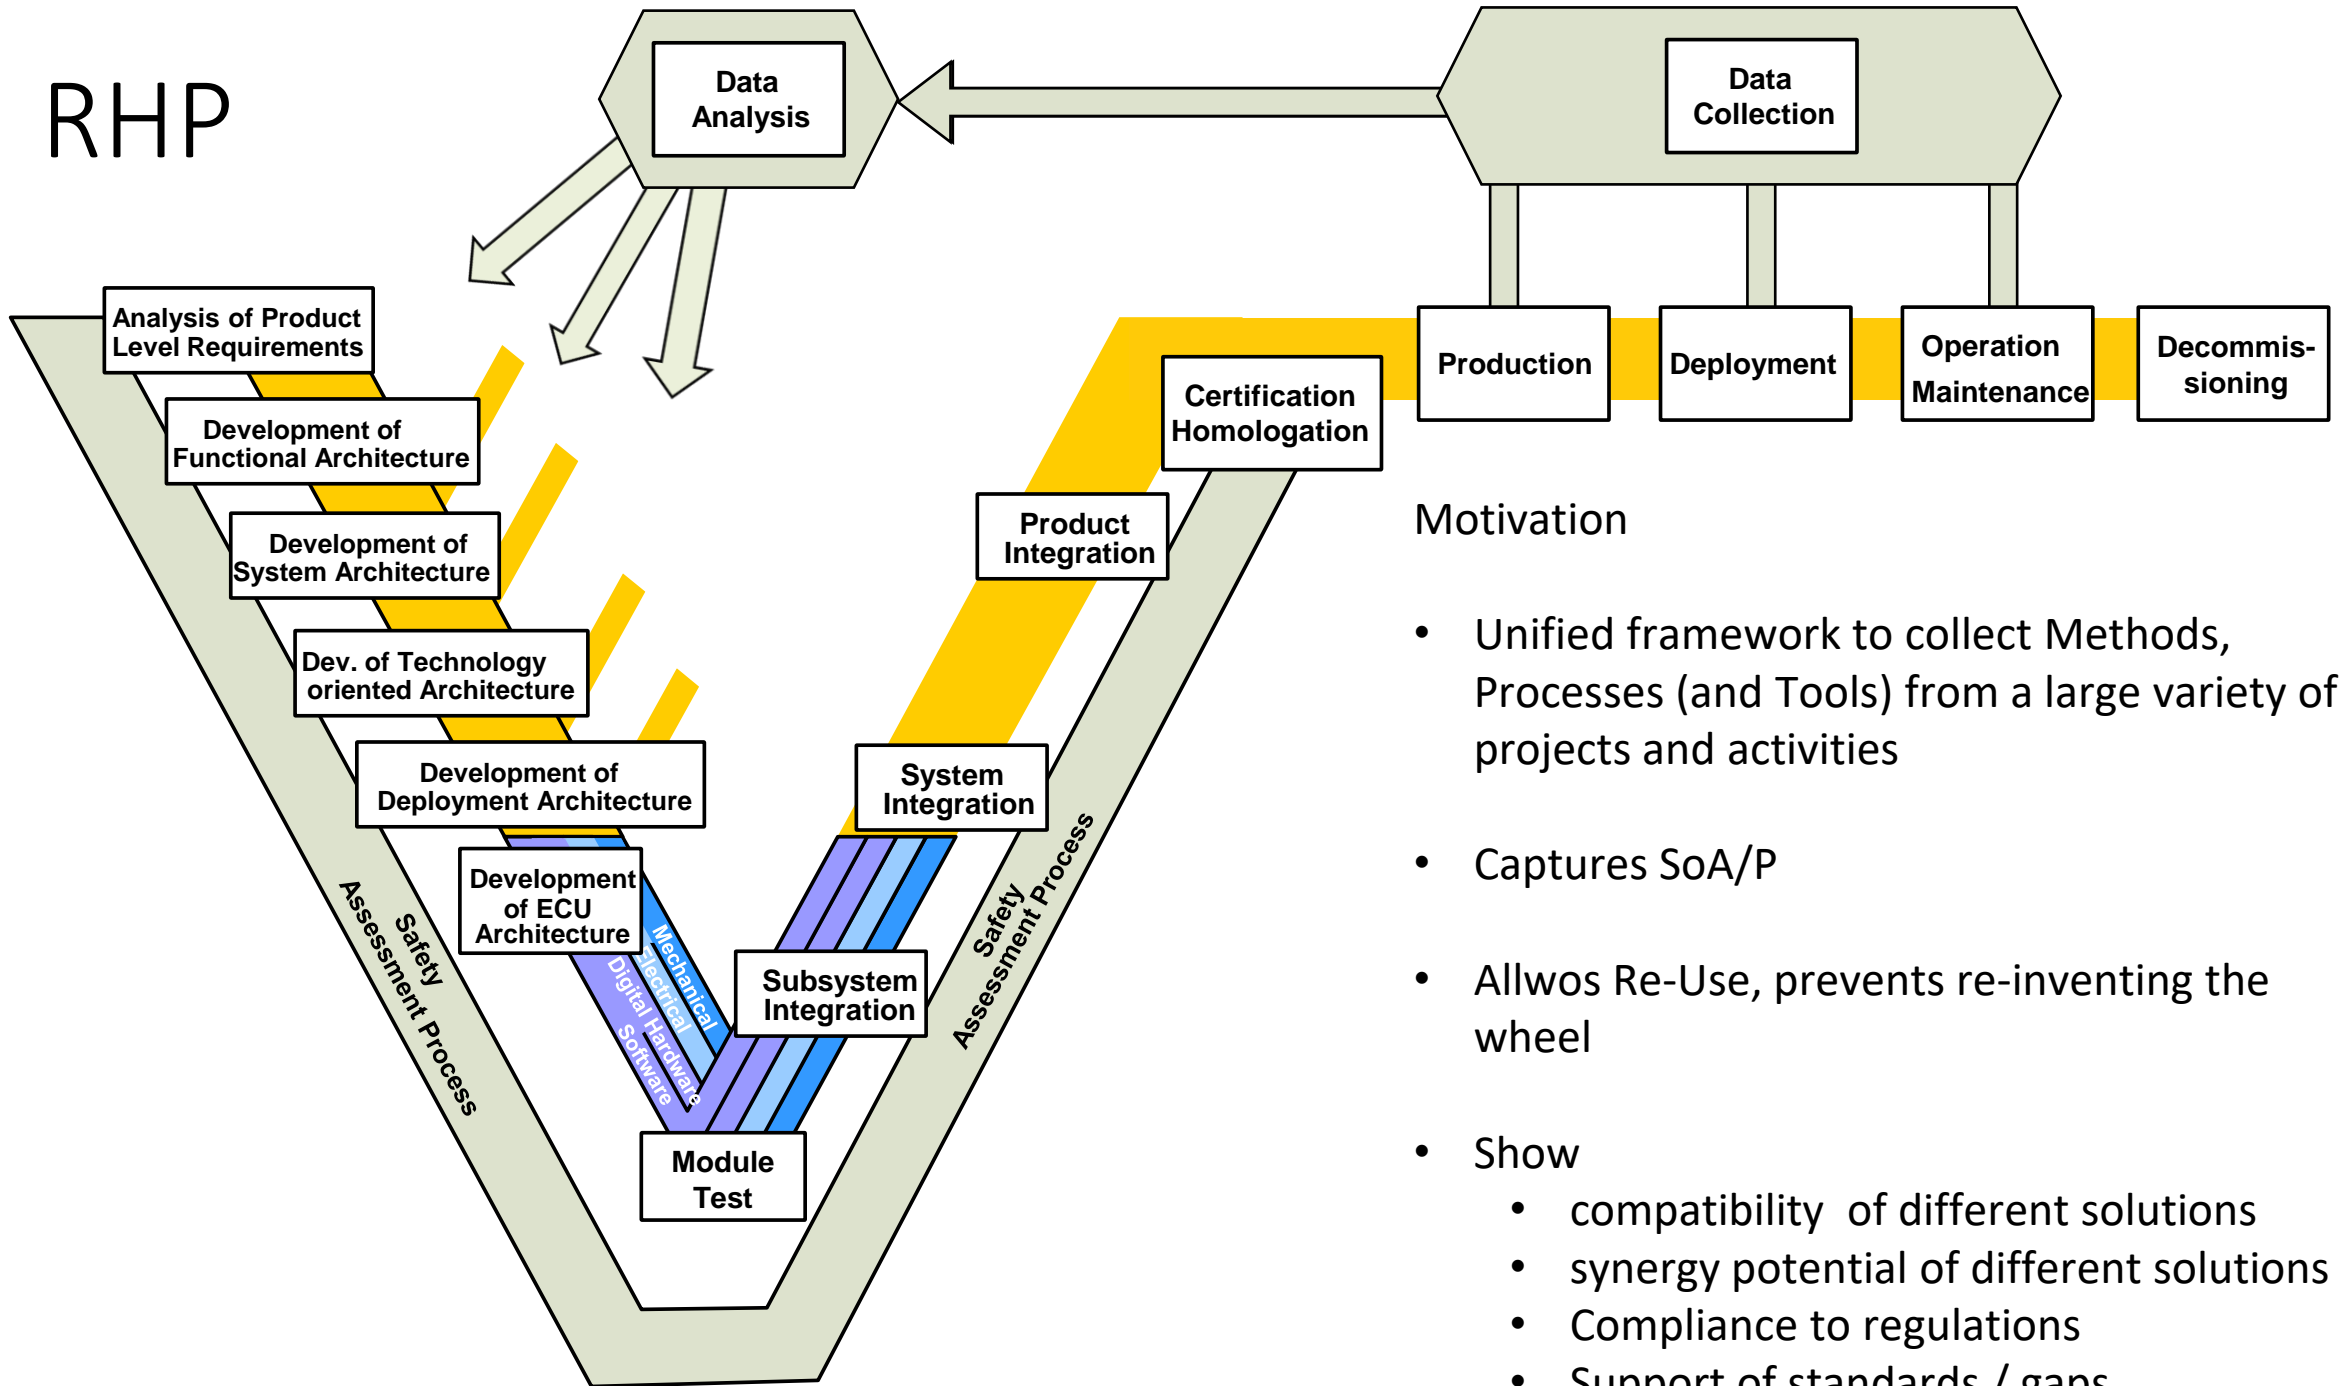 RHP
Data
Analysis
Data
Collection
Analysis of Product
Level Requirements
Development of
Functional Architecture
Development of
System Architecture
Dev. of Technology
oriented Architecture
Development of
Deployment Architecture
Development
of ECU
Architecture
Mechanical
Electrical
Digital Hardware
Software
Safety
Assessment Process
Module
Test
Subsystem
Integration
System
Integration
Product
Integration
Certification
Homologation
Safety
Assessment Process
Production
Deployment
Operation
Maintenance
Decommis-
sioning
Motivation
• Unified framework to collect Methods,
Processes (and Tools) from a large variety of
projects and activities
• Captures SoA/P
• Allwos Re-Use, prevents re-inventing the
wheel
• Show
• compatibility  of different solutions
• synergy potential of different solutions
• Compliance to regulations
• Support of standards / gaps